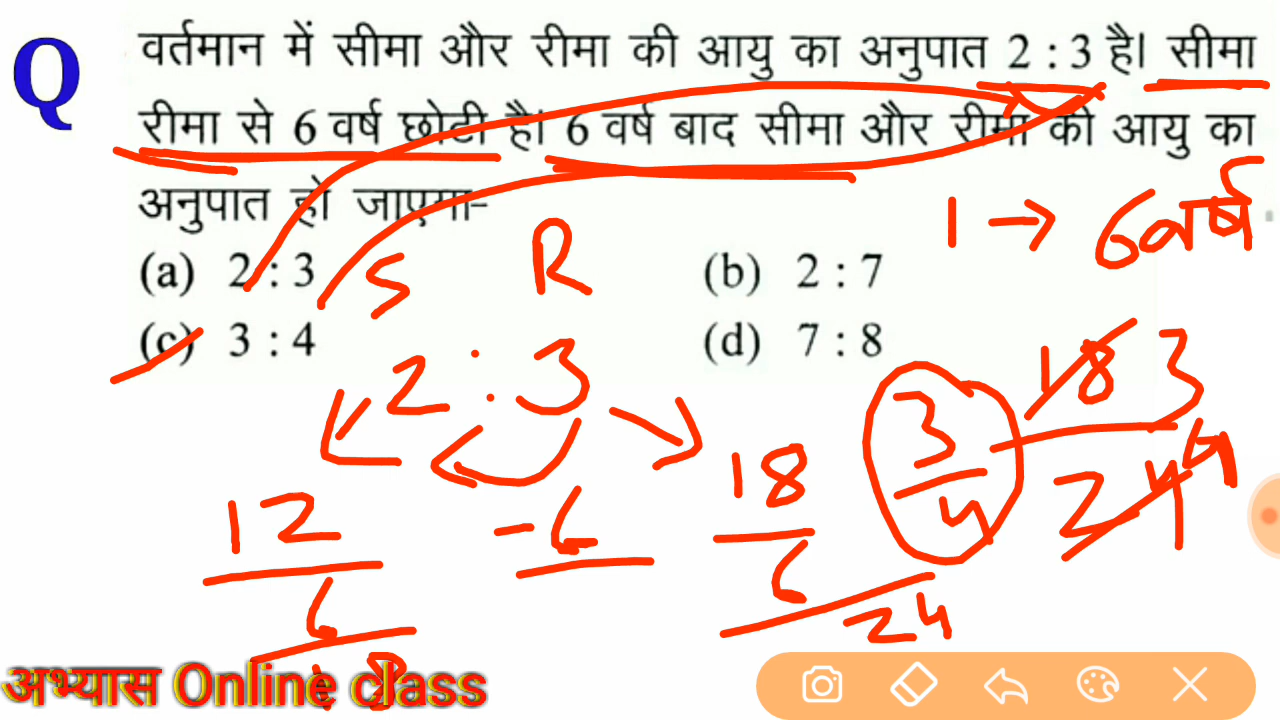 Q
वर्तमान में सीमा और रीमा की आयु का अनुपात 2 : 3 है। सीमा
रीमा से 6 वर्ष छोटी है। 6 वर्ष बाद सीमा और रीमा की आयु का
अनुपात हो जाएगा-
(a) 2 : 3 (b) 2 : 7
(c) 3 : 4 (d) 7 : 8
1 → 6 वर्ष
S R
2 : 3
12 -6 18
6 6
18 24
3/4
18 3
24 4
अभ्यास Online class